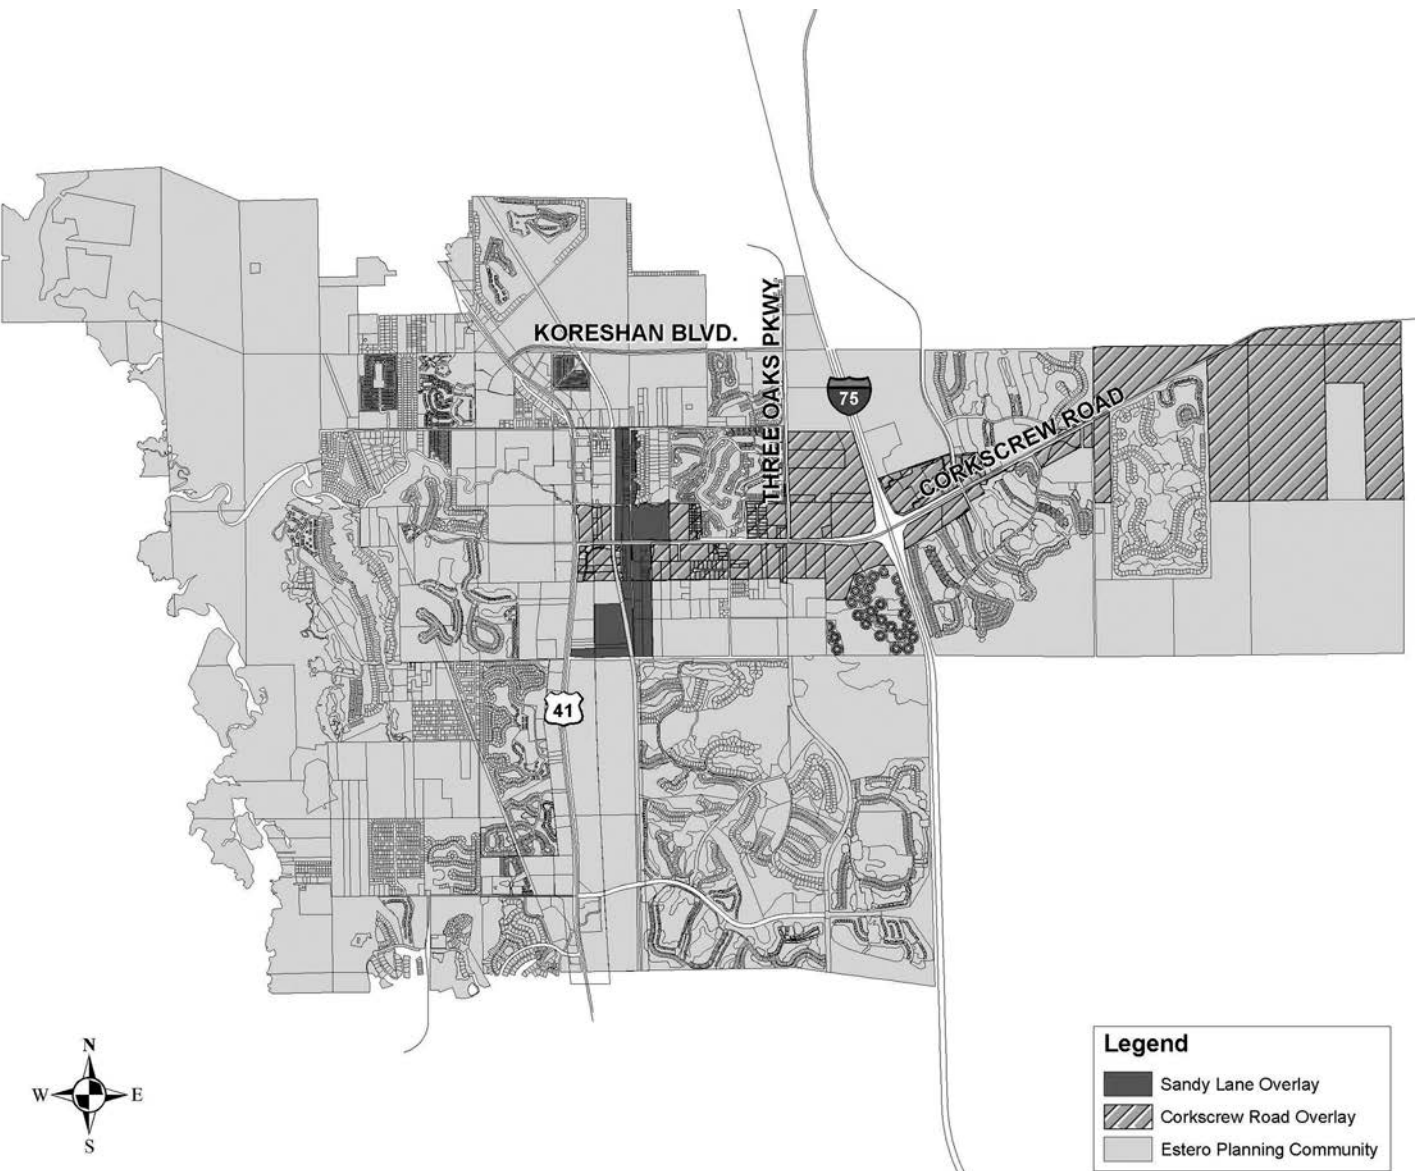 KORESHAN BLVD.
THREE OAKS PKWY.
75
CORKSCREW ROAD
41
N
W E
S
Legend
Sandy Lane Overlay
Corkscrew Road Overlay
Estero Planning Community